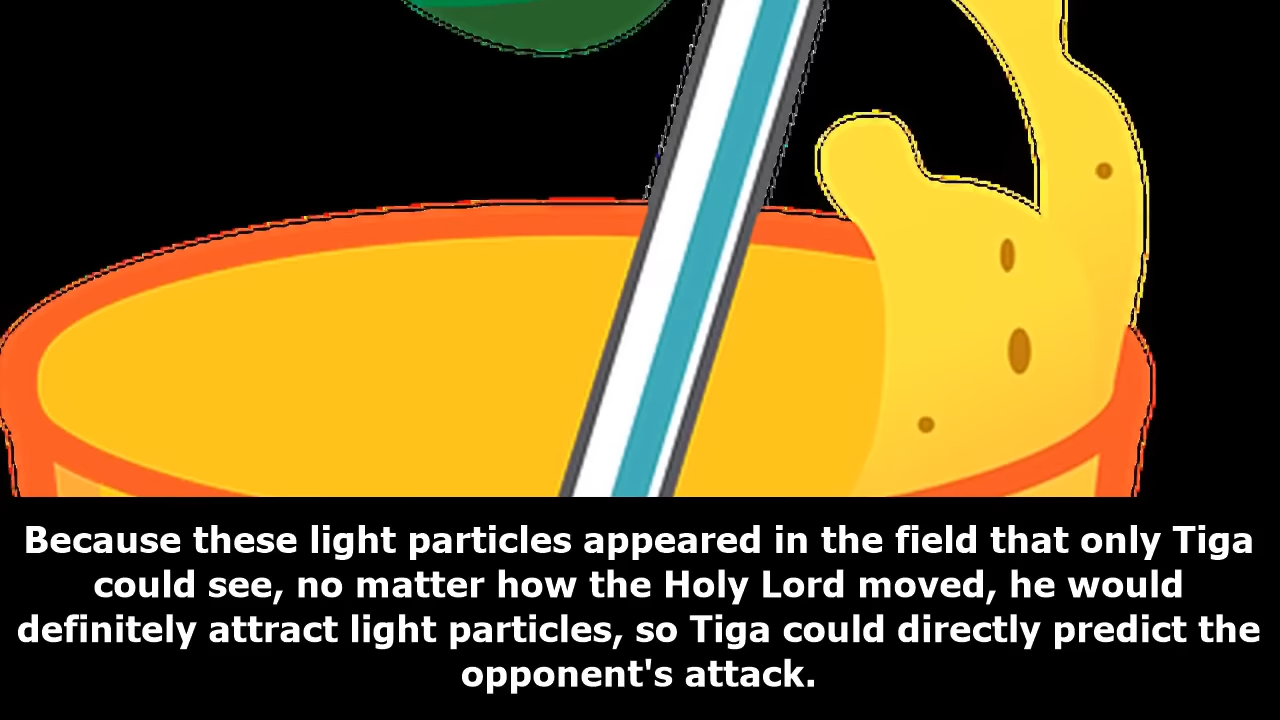 Because these light particles appeared in the field that only Tiga
could see, no matter how the Holy Lord moved, he would
definitely attract light particles, so Tiga could directly predict the
opponent's attack.